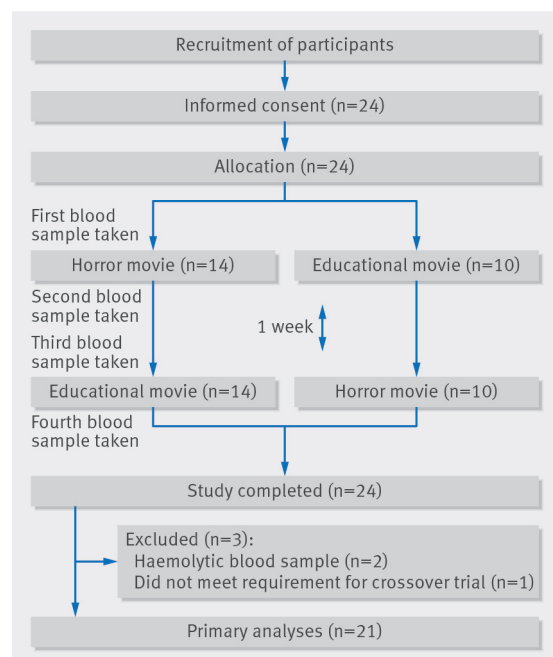 Recruitment of participants
Informed consent (n=24)
Allocation (n=24)
First blood
sample taken
Horror movie (n=14)
Educational movie (n=10)
Second blood
sample taken
1 week
Third blood
sample taken
Educational movie (n=14)
Horror movie (n=10)
Fourth blood
sample taken
Study completed (n=24)
Excluded (n=3):
Haemolytic blood sample (n=2)
Did not meet requirement for crossover trial (n=1)
Primary analyses (n=21)